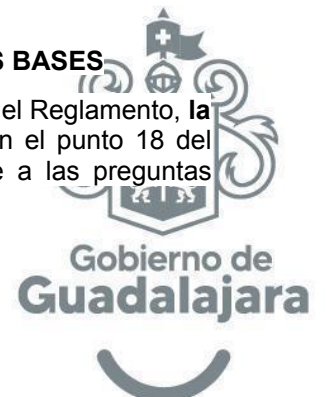 S BASES
el Reglamento, la
n el punto 18 del
e a las preguntas
Gobierno de
Guadalajara